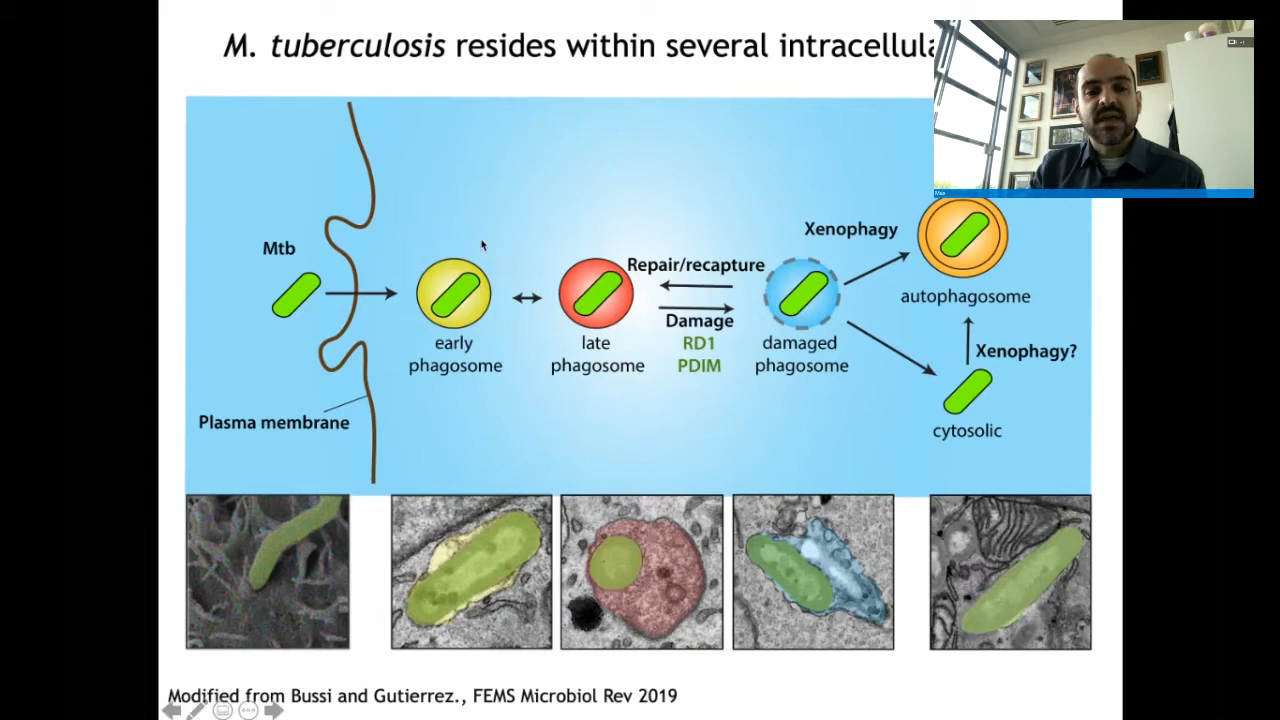 M. tuberculosis resides within several intracellula
Max
Xenophagy
Mtb
Repair/recapture
autophagosome
Damage
RD1
PDIM
early
phagosome
late
phagosome
damaged
phagosome
Xenophagy?
Plasma membrane
cytosolic
Modified from Bussi and Gutierrez., FEMS Microbiol Rev 2019